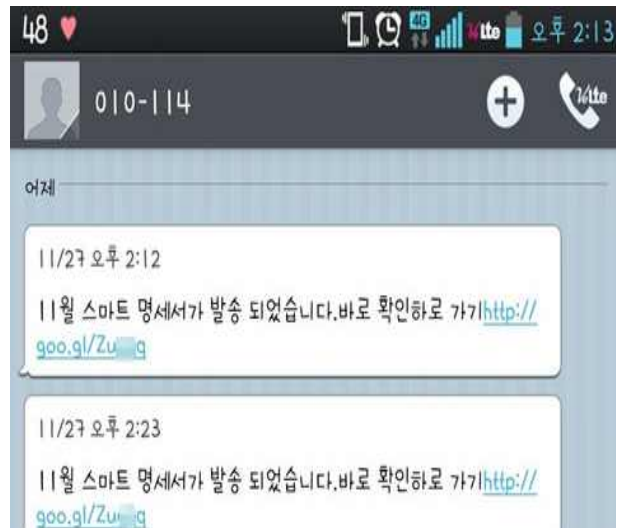 48 4G lte 오후 2:13
010-114
어제
11/27 오후 2:12
11월 스마트 명세서가 발송 되었습니다.바로 확인하로 가기http://
goo.gl/Zu g
11/27 오후 2:23
11월 스마트 명세서가 발송 되었습니다.바로 확인하로 가기http://
goo.gl/Zu g